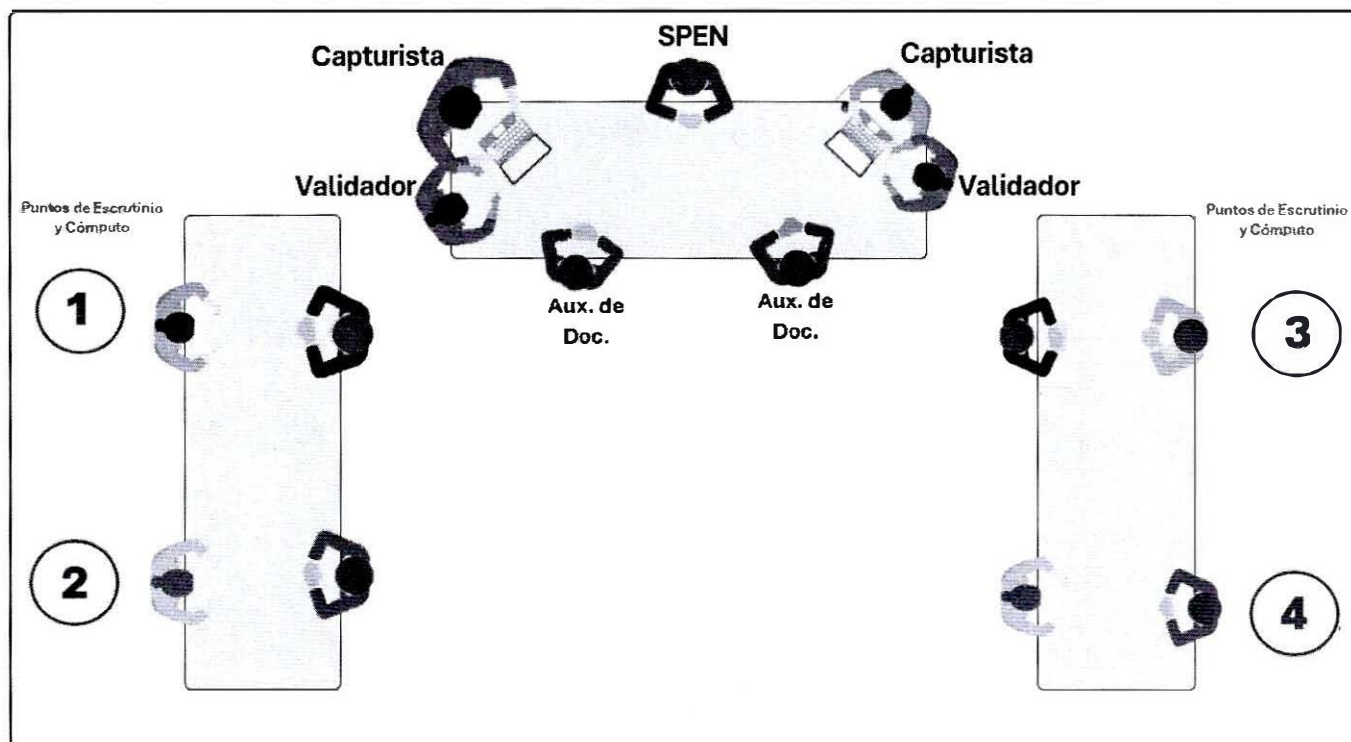 SPEN
Capturista
Capturista
Validador
Validador
Puntos de Escrutinio
y Cómputo
Puntos de Escrutinio
y Cómputo
1
Aux. de
Doc.
Aux. de
Doc.
3
2
4